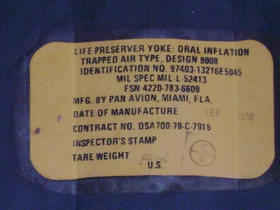 LIFE PRESERVER YOKE: ORAL INFLATION
TRAPPED AIR TYPE, DESIGN 9008
IDENTIFICATION NO. 97403-13216E5045
MIL SPEC MIL-L-52413
FSN 4220-783-6609
MFG. BY PAN AVION, MIAMI, FLA.
DATE OF MANUFACTURE SEP 1970
CONTRACT NO. DSA700-70-C-7915
INSPECTOR'S STAMP
TARE WEIGHT
U.S.